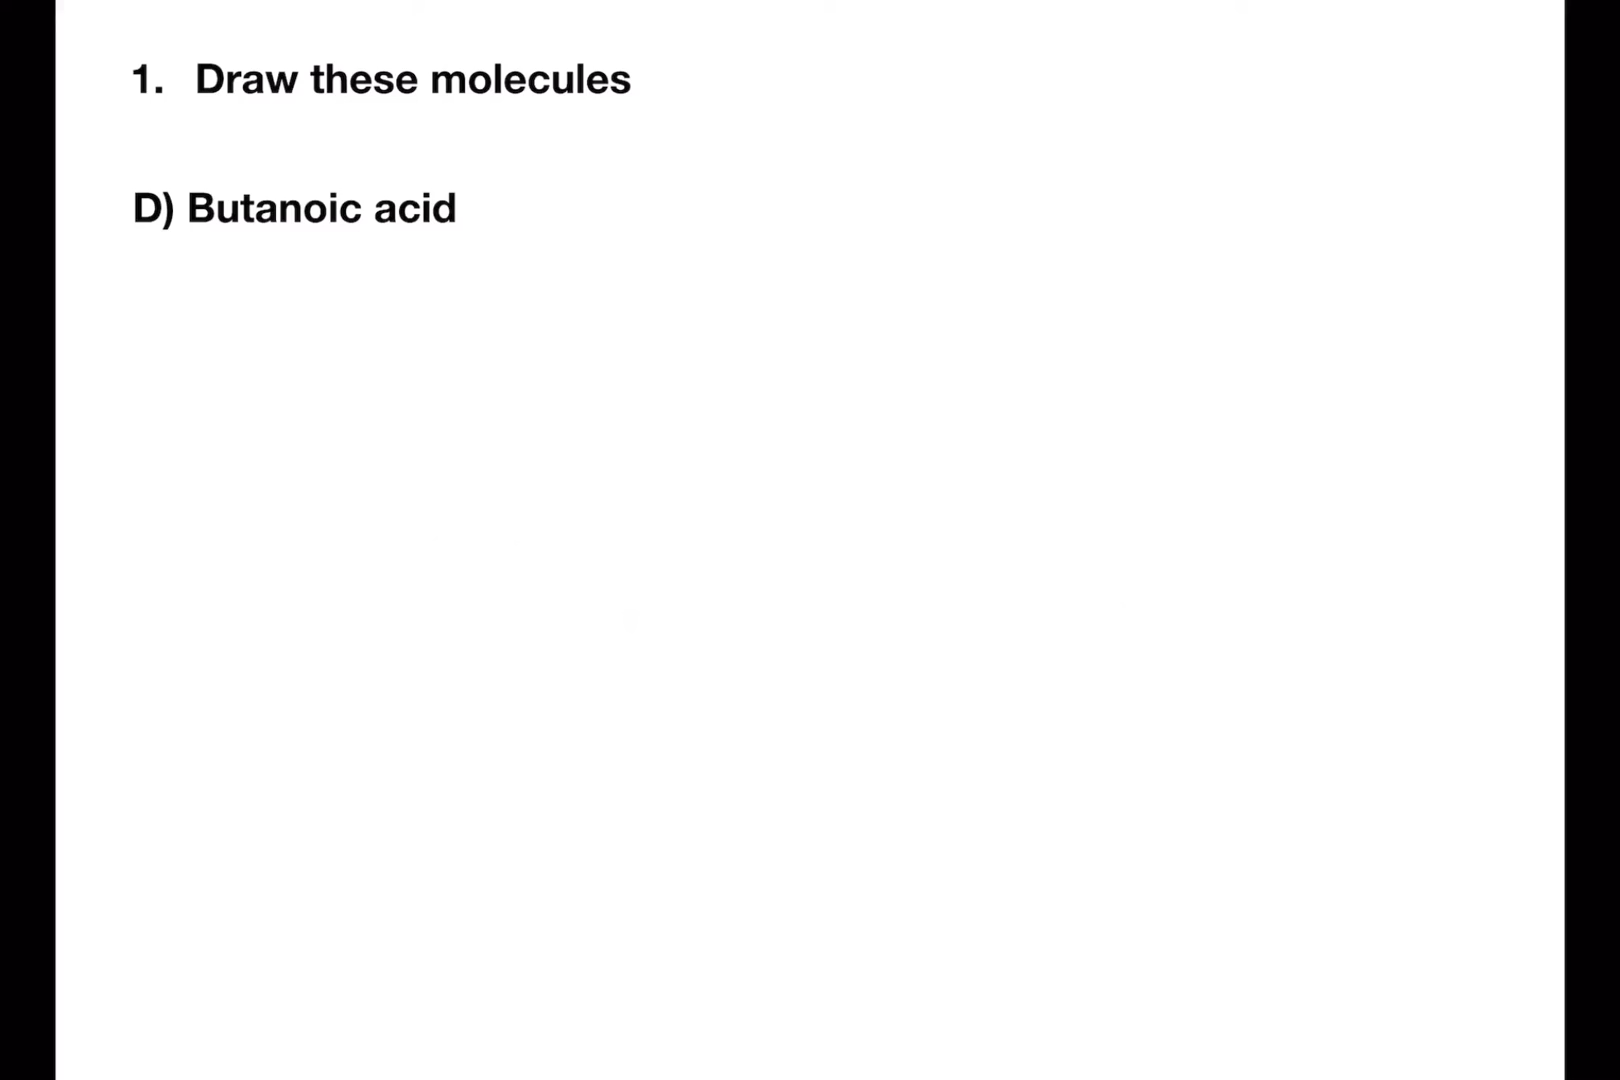 1. Draw these molecules
D) Butanoic acid